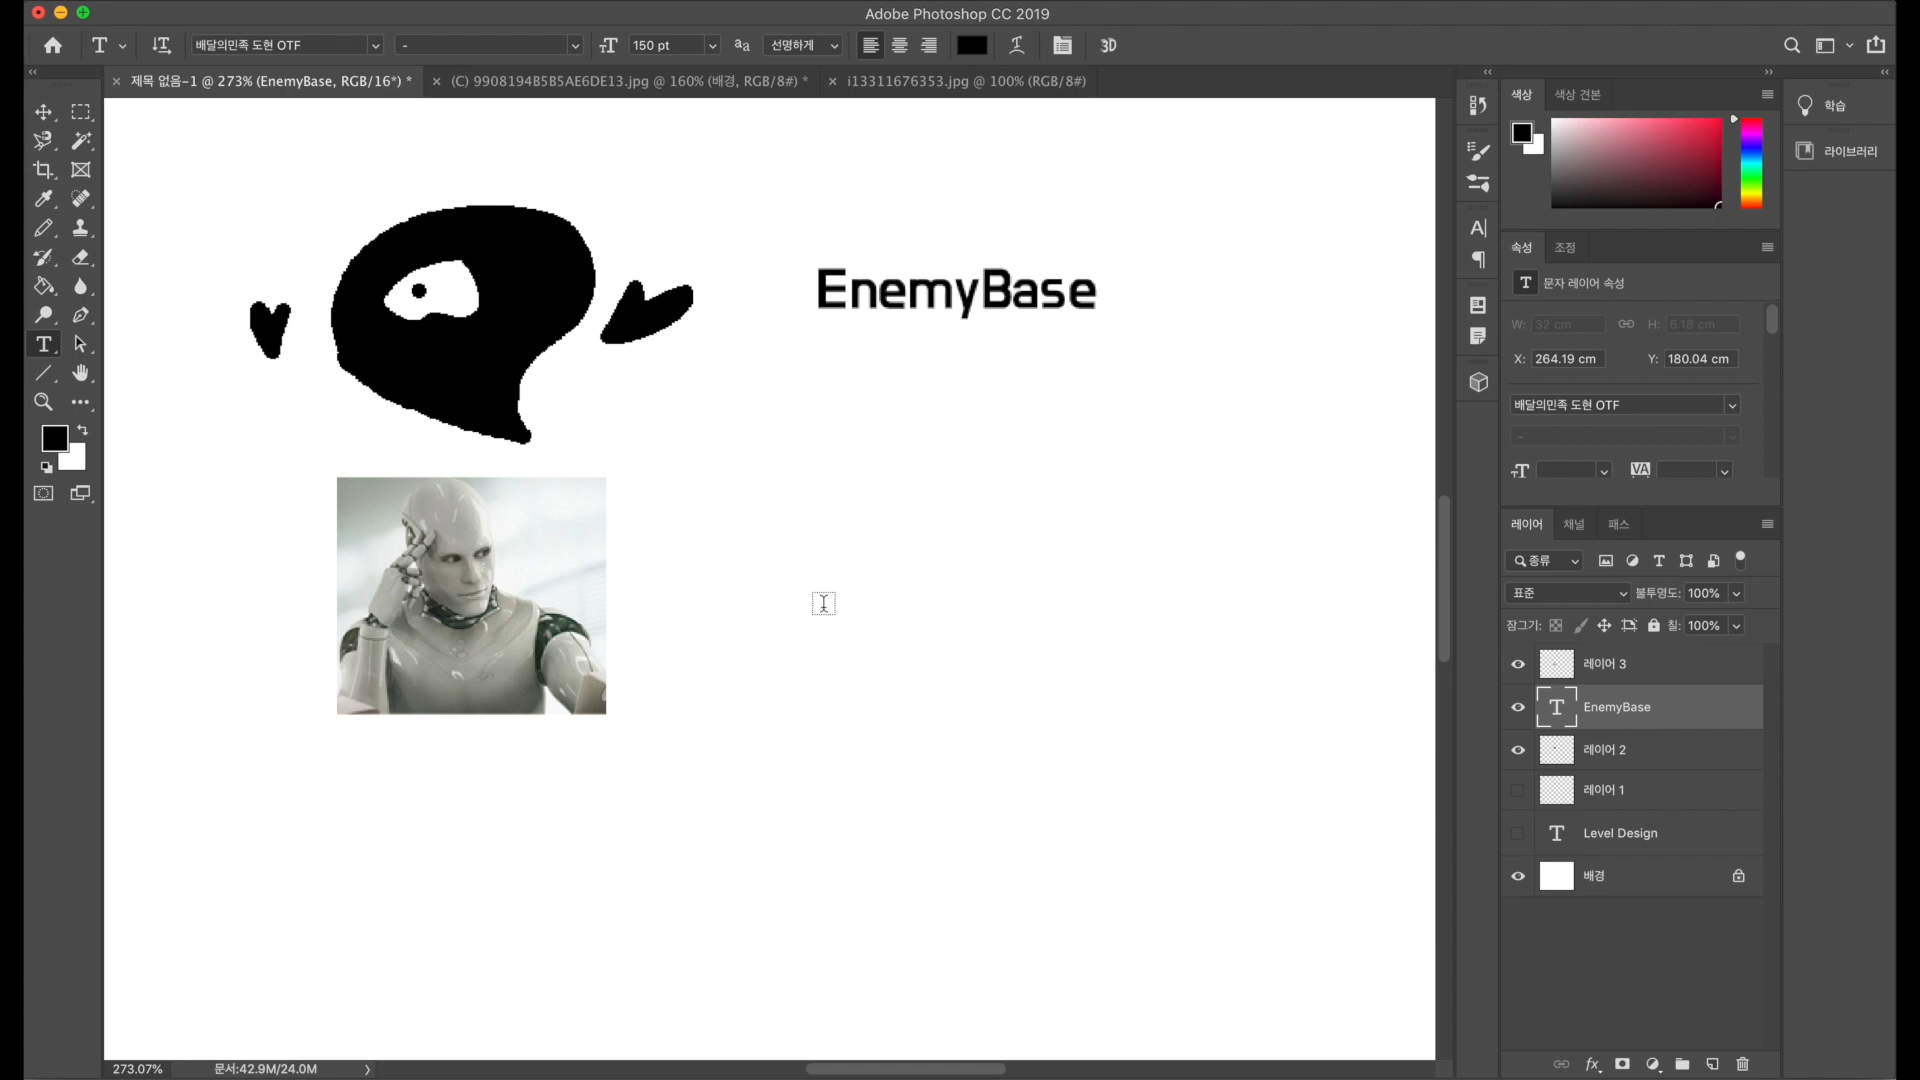 Adobe Photoshop CC 2019
배달의민족 도현 OTF
-
150 pt
선명하게
3D
제목 없음-1 @ 273% (EnemyBase, RGB/16*) *
(C) 9908194B5B5AE6DE13.jpg @ 160% (배경, RGB/8#) *
i13311676353.jpg @ 100% (RGB/8#)
색상
색상 견본
학습
라이브러리
EnemyBase
속성
조정
문자 레이어 속성
W: 32 cm
H: 6.18 cm
X: 264.19 cm
Y: 180.04 cm
배달의민족 도현 OTF
-
레이어
채널
패스
종류
표준
불투명도: 100%
잠그기:
칠: 100%
레이어 3
EnemyBase
레이어 2
레이어 1
Level Design
배경
fx
273.07%
문서:42.9M/24.0M